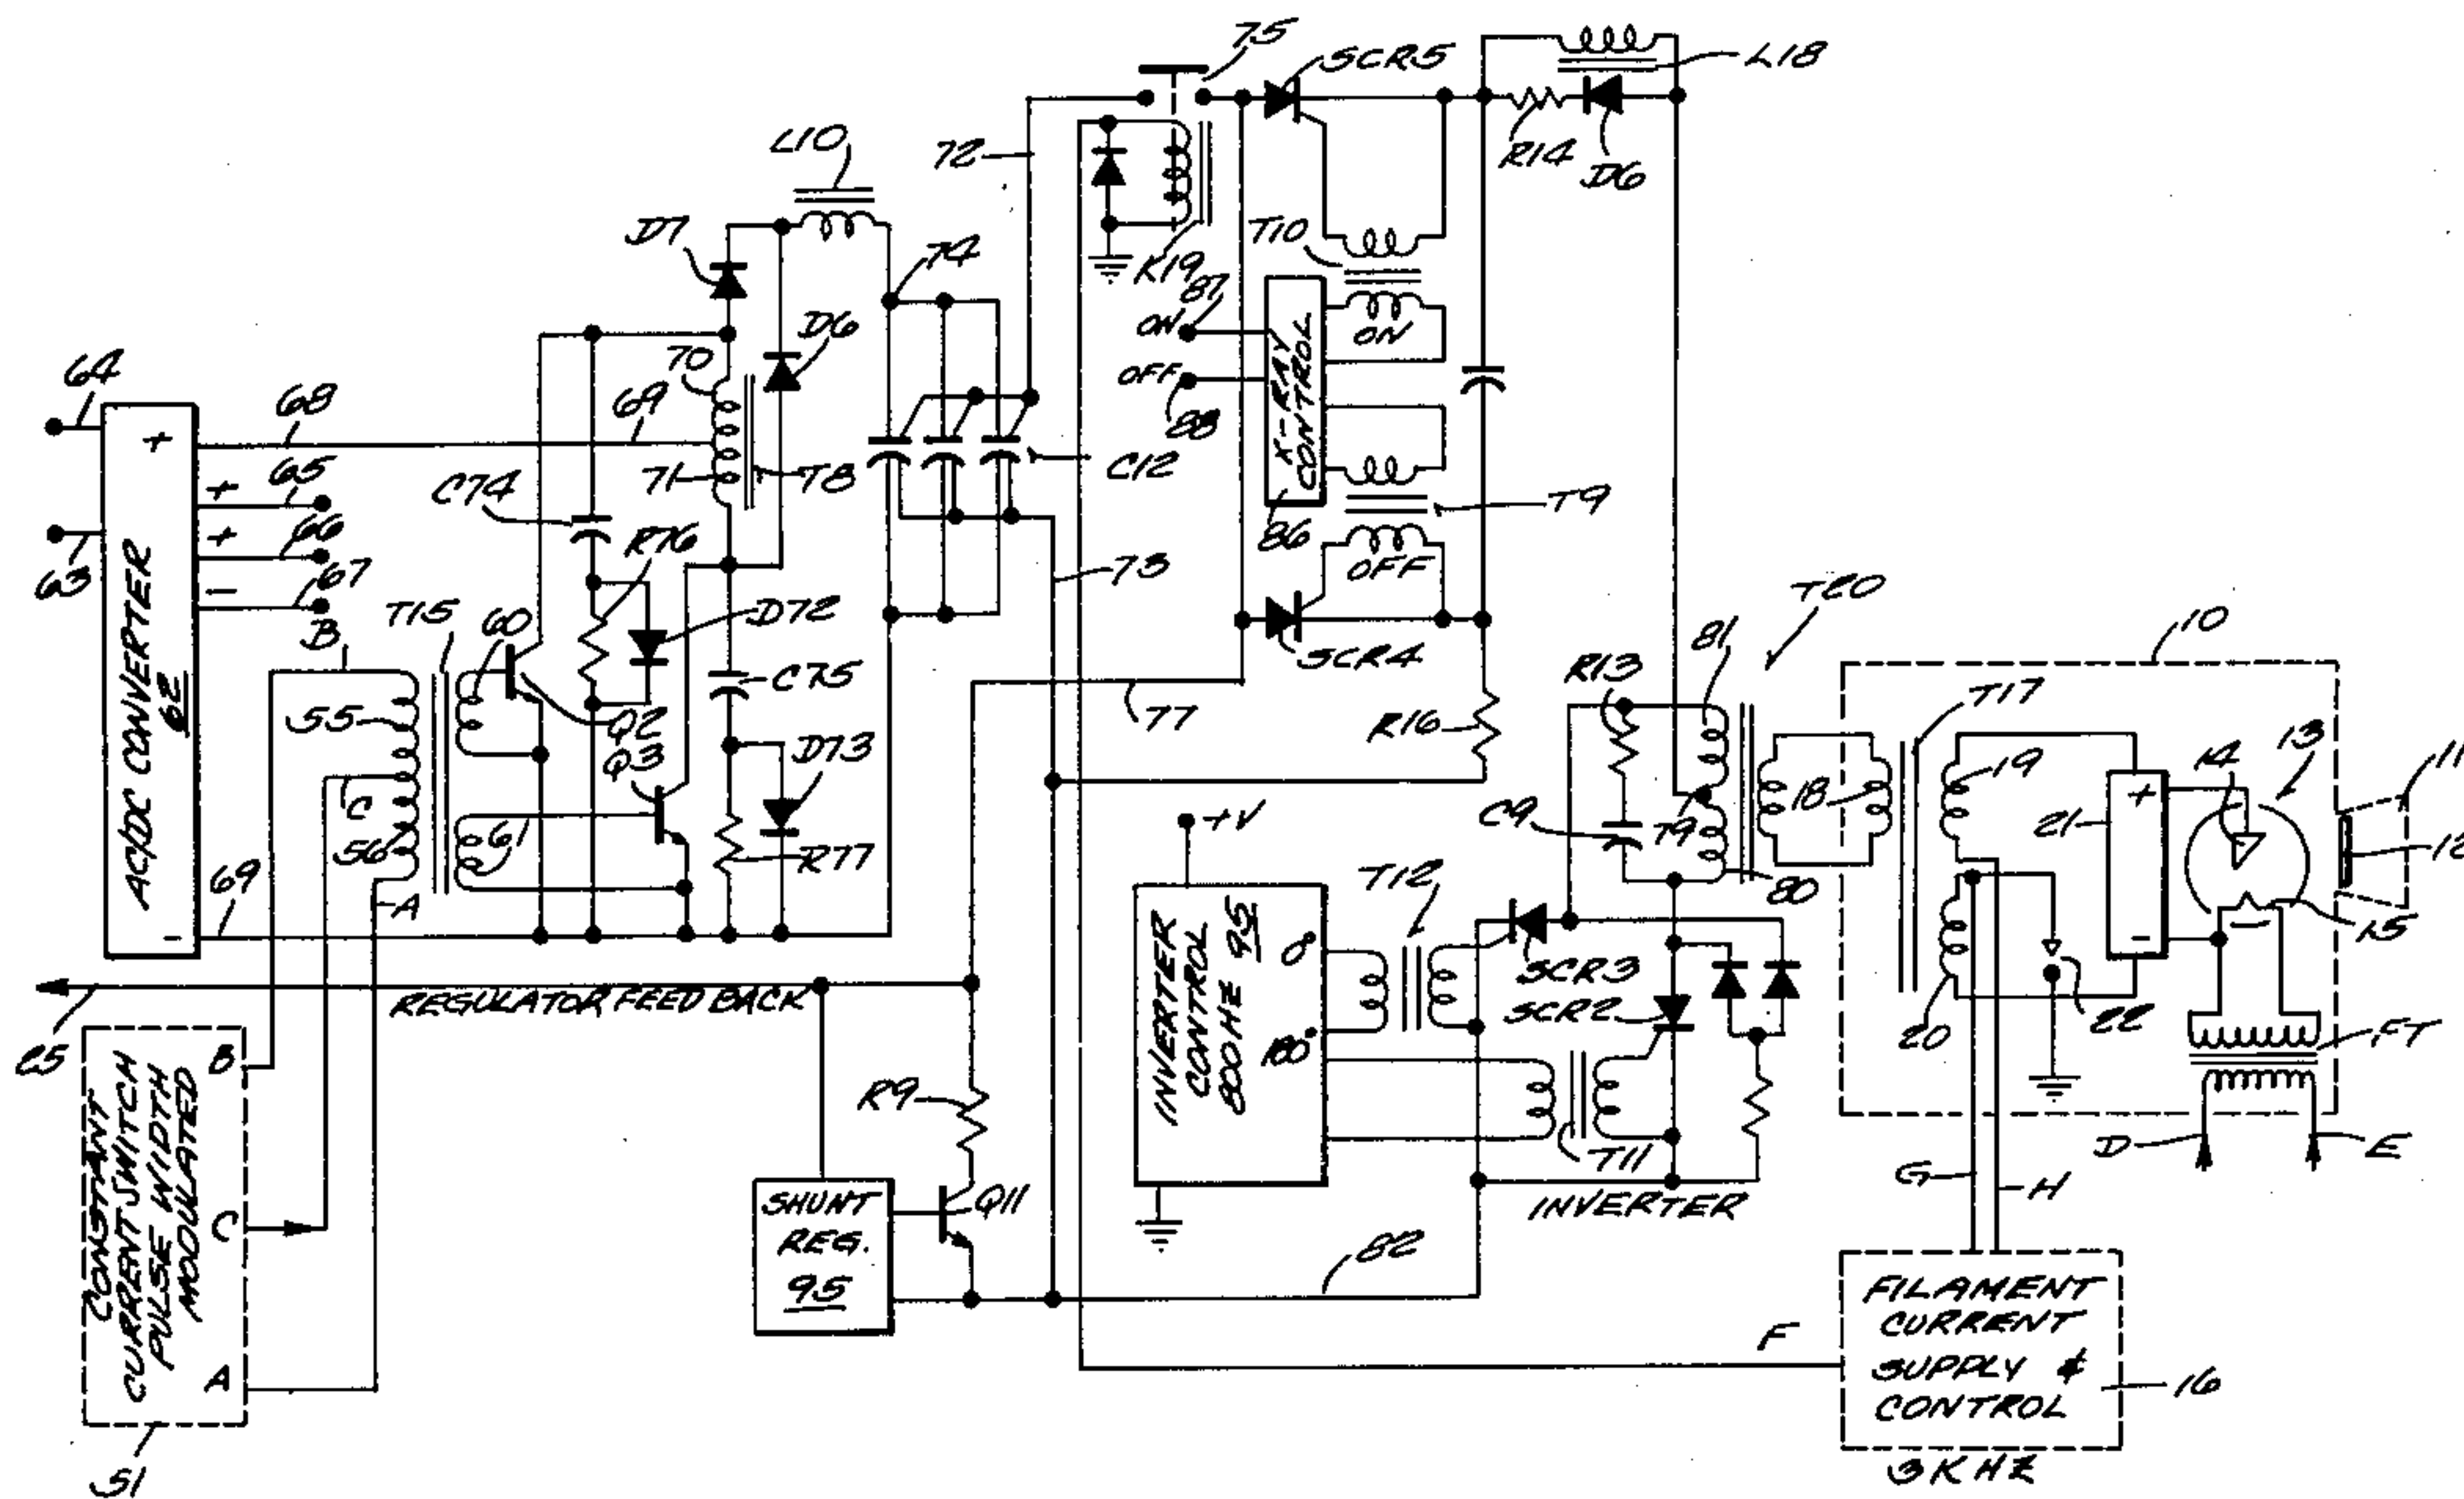 75
SCR5
L18
72
L10
R14
D6
D7
74
T10
K19
87
ON
ON
OFF
88
X-RAY
CONTROL
86
64
68
70
69
D6
+
+
65
+
66
-
67
63
AC/DC CONVERTER
62
C74
71
T8
C12
T9
R76
73
OFF
T15
60
B
D72
SCR4
T20
10
81
R13
T17
55
C75
77
R16
Q2
Q3
D73
14
13
11
C
+V
C9
79
18
19
21
+
12
56
61
R77
T12
80
69
A
-
INVERTER
CONTROL
800HZ 95
0°
180°
SCR3
-
15
SCR2
20
22
FT
REGULATOR FEED BACK
25
B
CONSTANT
CURRENT SWITCH
PULSE WIDTH
MODULATED
R9
T11
D
E
G
H
C
SHUNT
REG.
95
Q11
INVERTER
82
F
FILAMENT
CURRENT
SUPPLY &
CONTROL
16
A
51
3KHZ